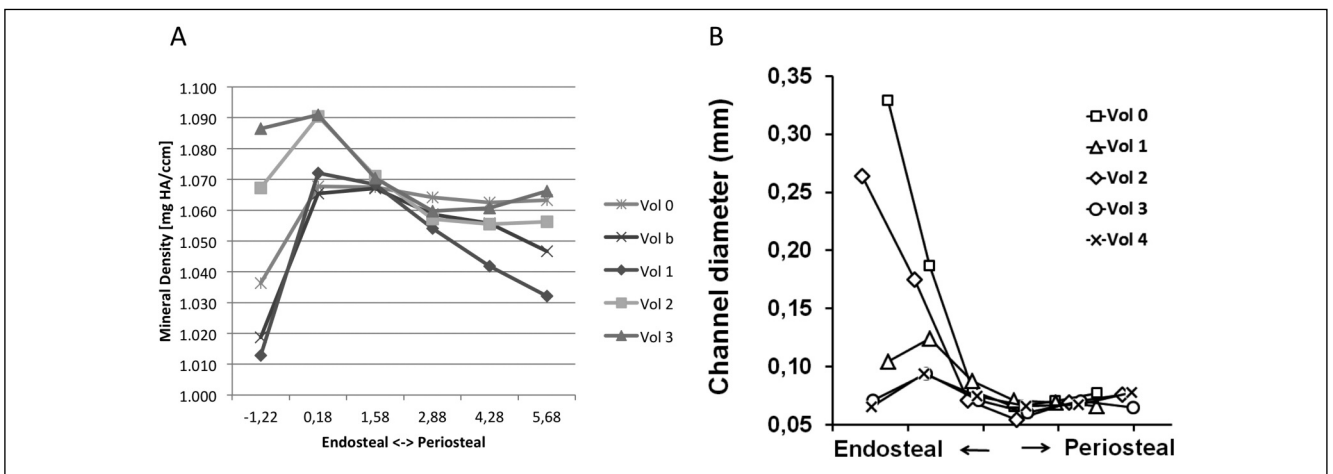 A
Mineral Density [mg HA/ccm]
1.100
1.090
1.080
1.070
1.060
1.050
1.040
1.030
1.020
1.010
1.000
-1,22 0,18 1,58 2,88 4,28 5,68
Endosteal <-> Periosteal
Vol 0
Vol b
Vol 1
Vol 2
Vol 3
B
Channel diameter (mm)
0,35
0,30
0,25
0,20
0,15
0,10
0,05
Endosteal ← → Periosteal
Vol 0
Vol 1
Vol 2
Vol 3
Vol 4